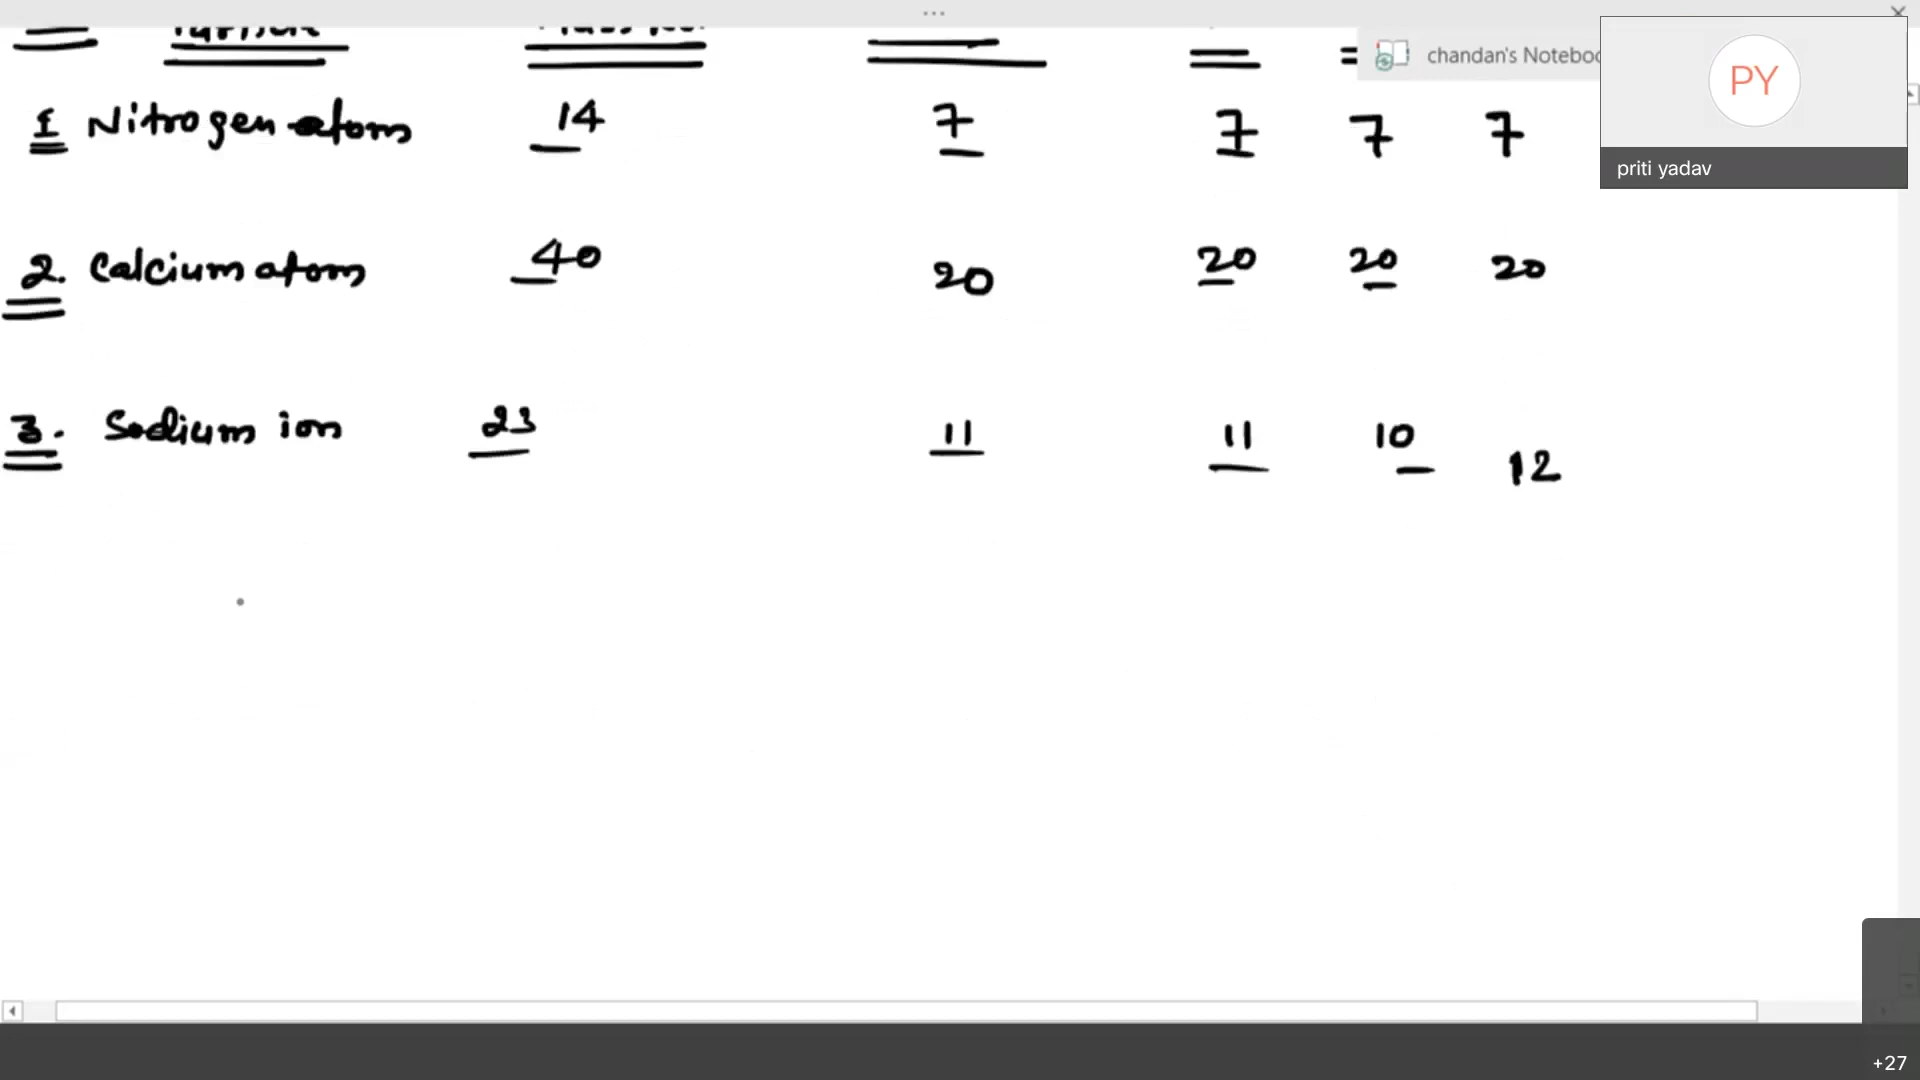 chandan's Noteboo
PY
priti yadav
1 Nitrogen atom 14 7 7 7 7
2. Calcium atom 40 20 20 20 20
3. Sodium ion 23 11 11 10 12
+27